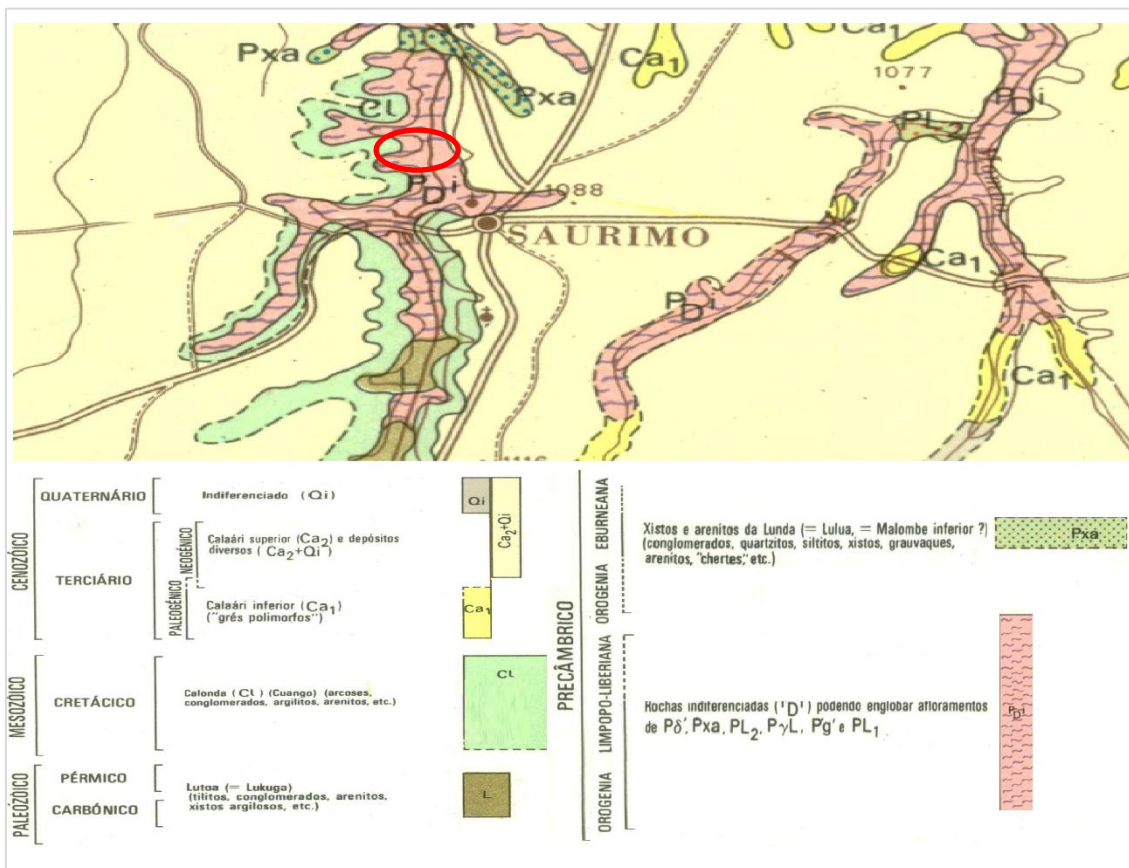 Pxa
Ca1
Ca1
1077
Pxa
Cl
PDi
PL2
PDi
1088
SAURIMO
Ca1
PDi
Ca1
1116
CENOZÓICO
QUATERNÁRIO
Indiferenciado (Qi)
Qi
Ca2+Qi
TERCIÁRIO
NEOGÉNICO
Calaári superior (Ca2) e depósitos
diversos (Ca2+Qi)
PALEOGÉNICO
Calaári inferior (Ca1)
("grés polimorfos")
Ca1
MESOZÓICO
CRETÁCICO
Calonda (Cl) (Cuango) (arcoses,
conglomerados, argilitos, arenitos, etc.)
Cl
PALEÓZÓICO
PÉRMICO
CARBÓNICO
Lutoa (= Lukuga)
(tilitos, conglomerados, arenitos,
xistos argilosos, etc.)
L
PRECÂMBRICO
OROGENIA EBURNEANA
Xistos e arenitos da Lunda (= Lulua, = Malombe inferior ?)
(conglomerados, quartzitos, siltitos, xistos, grauvaques,
arenitos, "chertes", etc.)
Pxa
OROGENIA LIMPOPO-LIBERIANA
Rochas indiferenciadas ('D') podendo englobar afloramentos
de Pδ', Pxa, PL2, PγL, P'g' e PL1
PDi